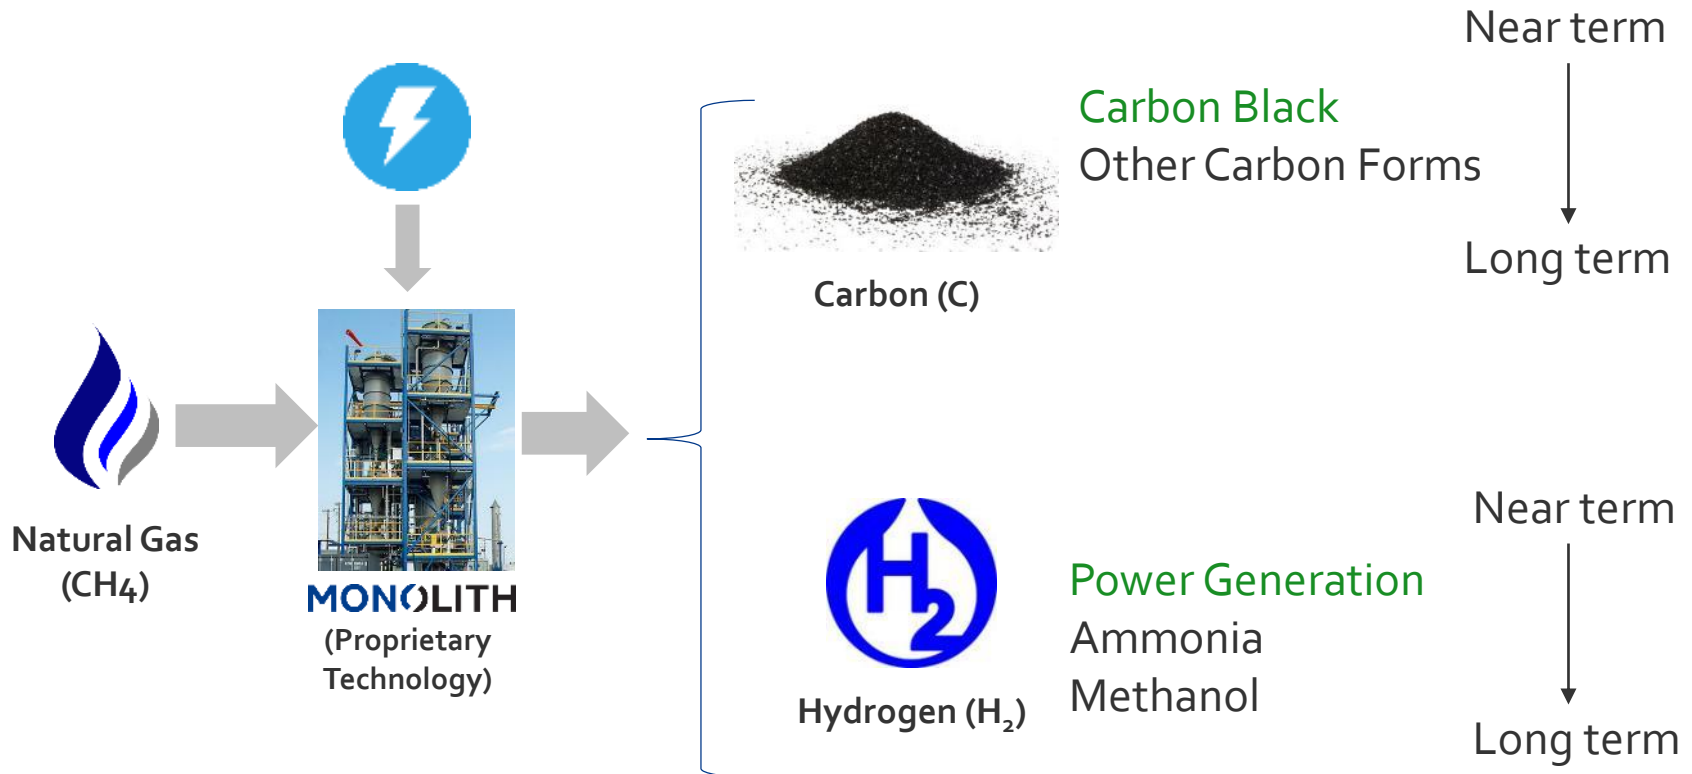 Near term
Carbon Black
Other Carbon Forms
Long term
Carbon (C)
Natural Gas
(CH4)
MONOLITH
(Proprietary
Technology)
H2
Near term
Power Generation
Ammonia
Methanol
Hydrogen (H₂)
Long term